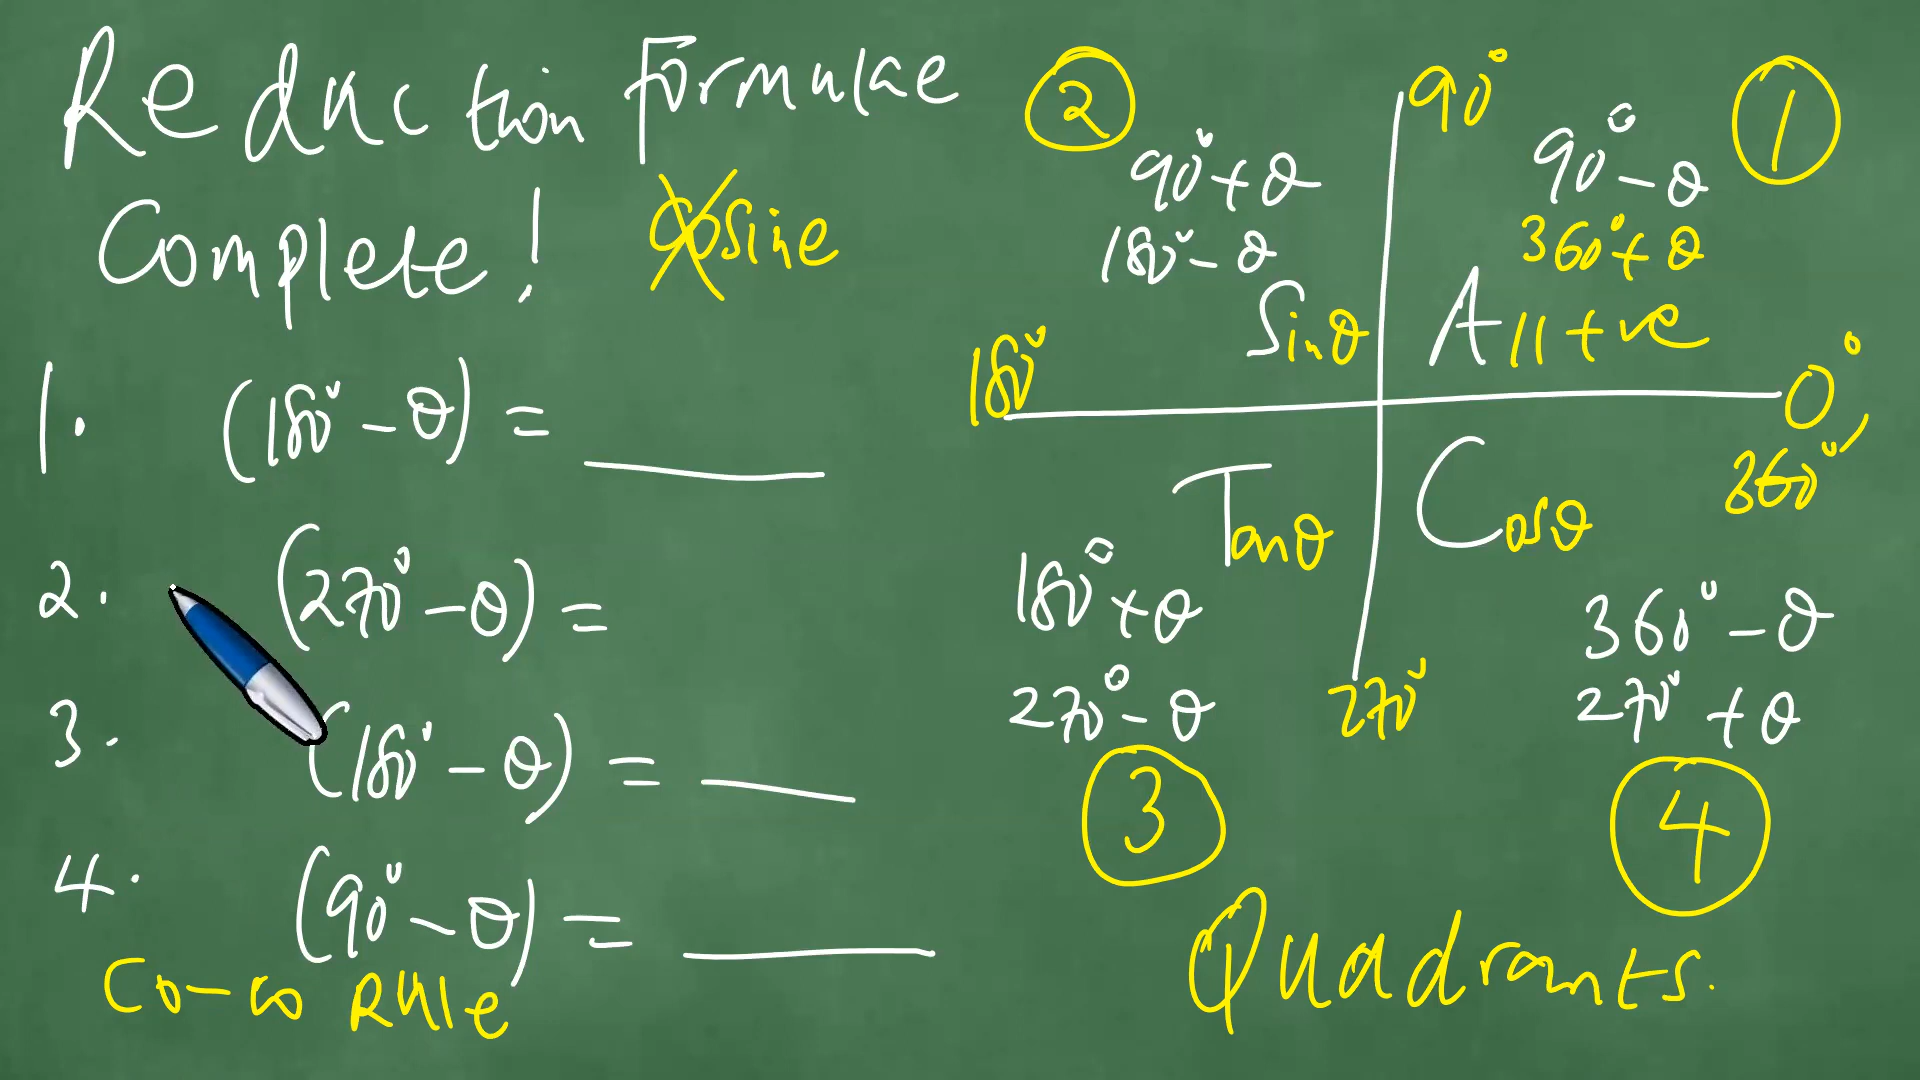 Reduction Formulae
Complete! Cosine
1. (180° - θ) = ____
2. (270° - θ) =
3. (180° - θ) = ____
4. (90° - θ) = ____
Co-co Rule
2
90°
1
90° + θ
90° - θ
180° - θ
360° + θ
Sinθ
All +ve
180°
0°,
360°
Tanθ
Cosθ
180° + θ
360° - θ
270° - θ
270°
270° + θ
3
4
Quadrants.